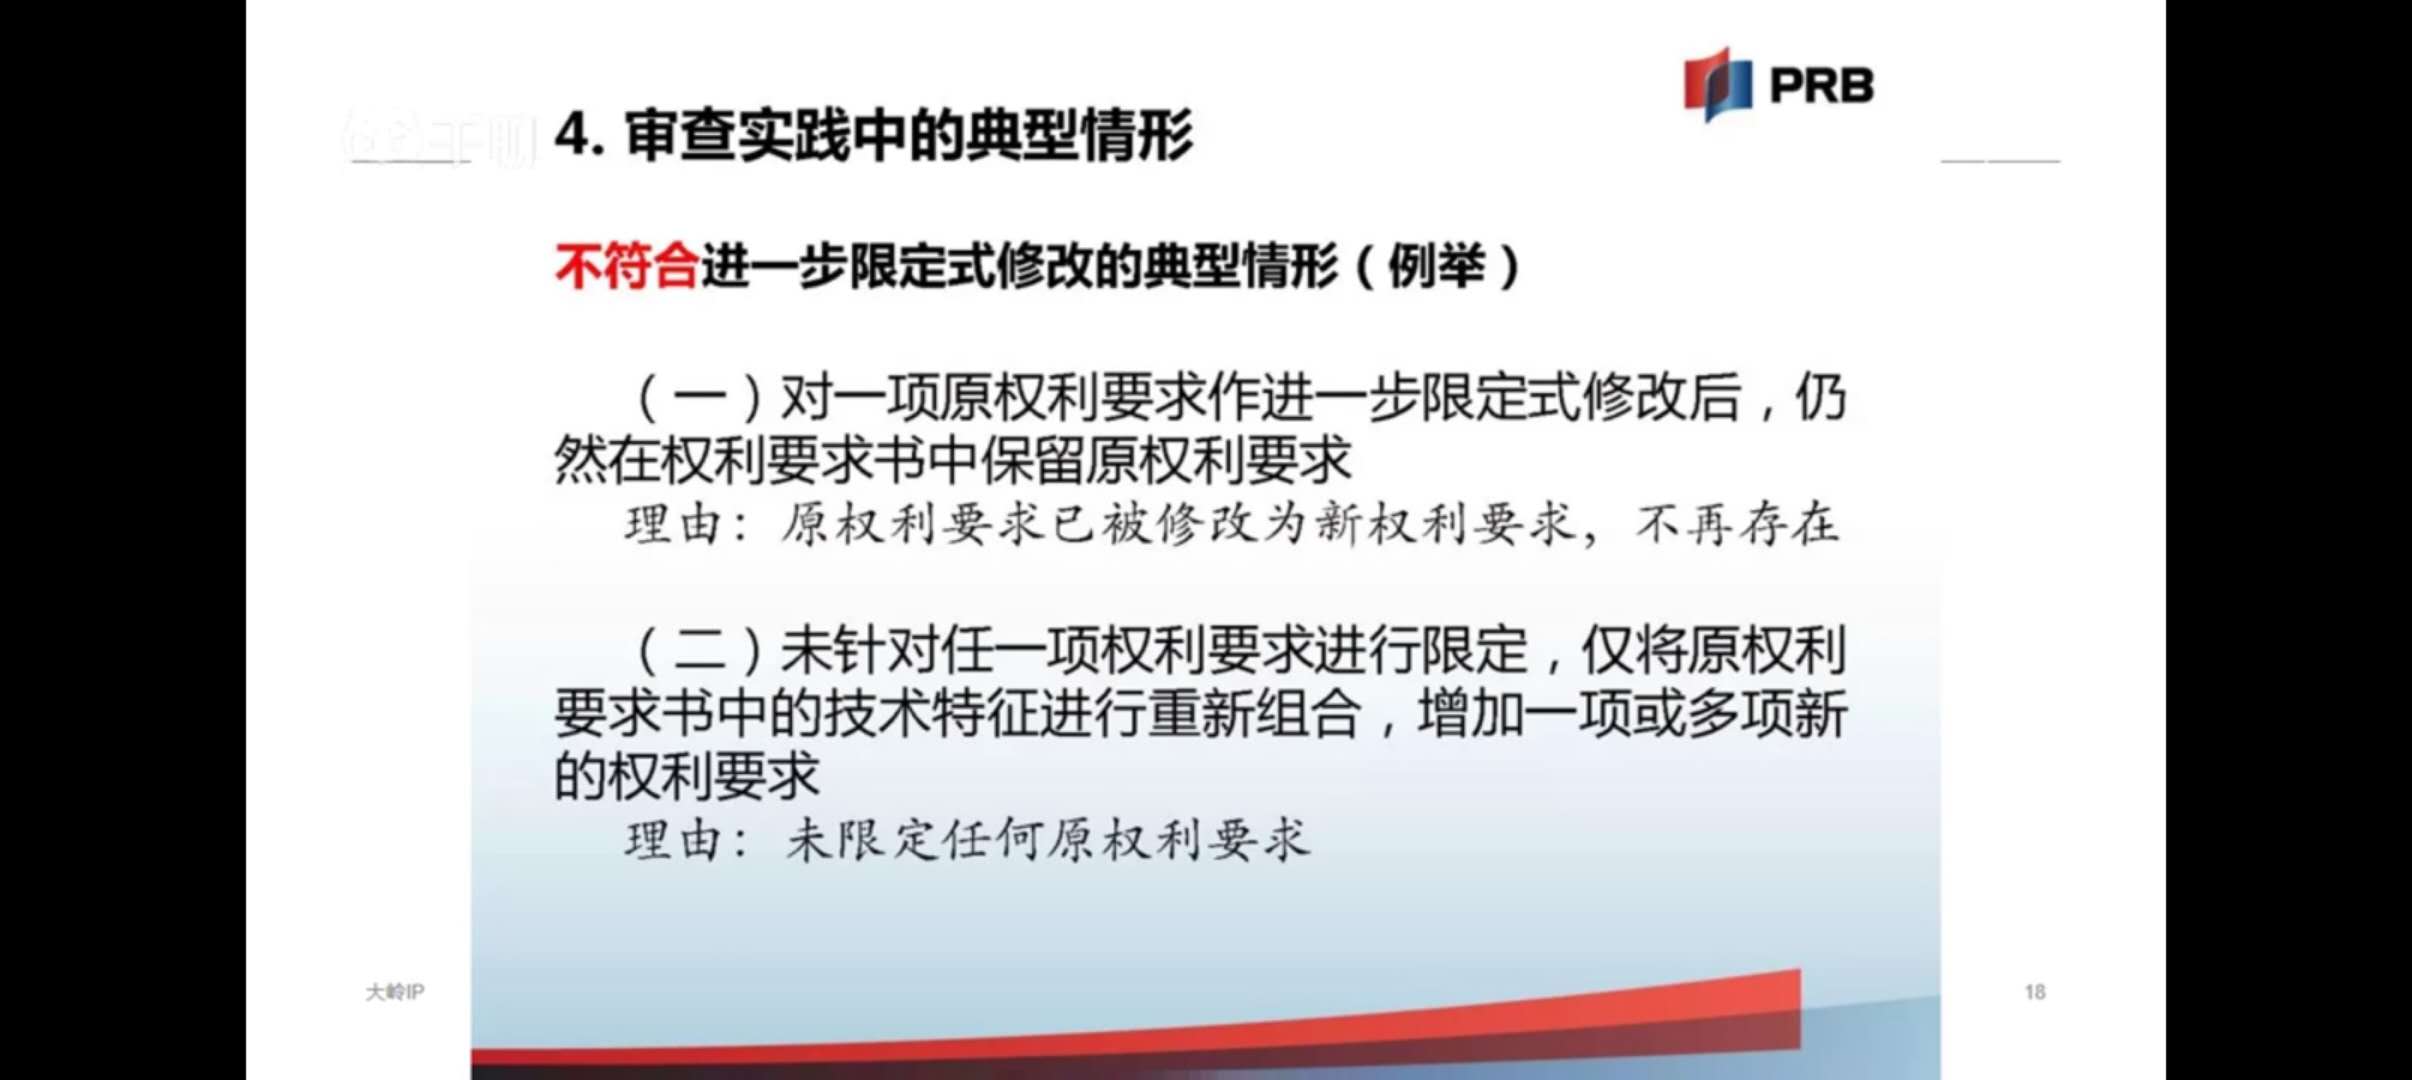 PRB
千聊
4. 审查实践中的典型情形
不符合进一步限定式修改的典型情形（例举）
（一）对一项原权利要求作进一步限定式修改后，仍
然在权利要求书中保留原权利要求
理由：原权利要求已被修改为新权利要求，不再存在
（二）未针对任一项权利要求进行限定，仅将原权利
要求书中的技术特征进行重新组合，增加一项或多项新
的权利要求
理由：未限定任何原权利要求
大岭IP
18